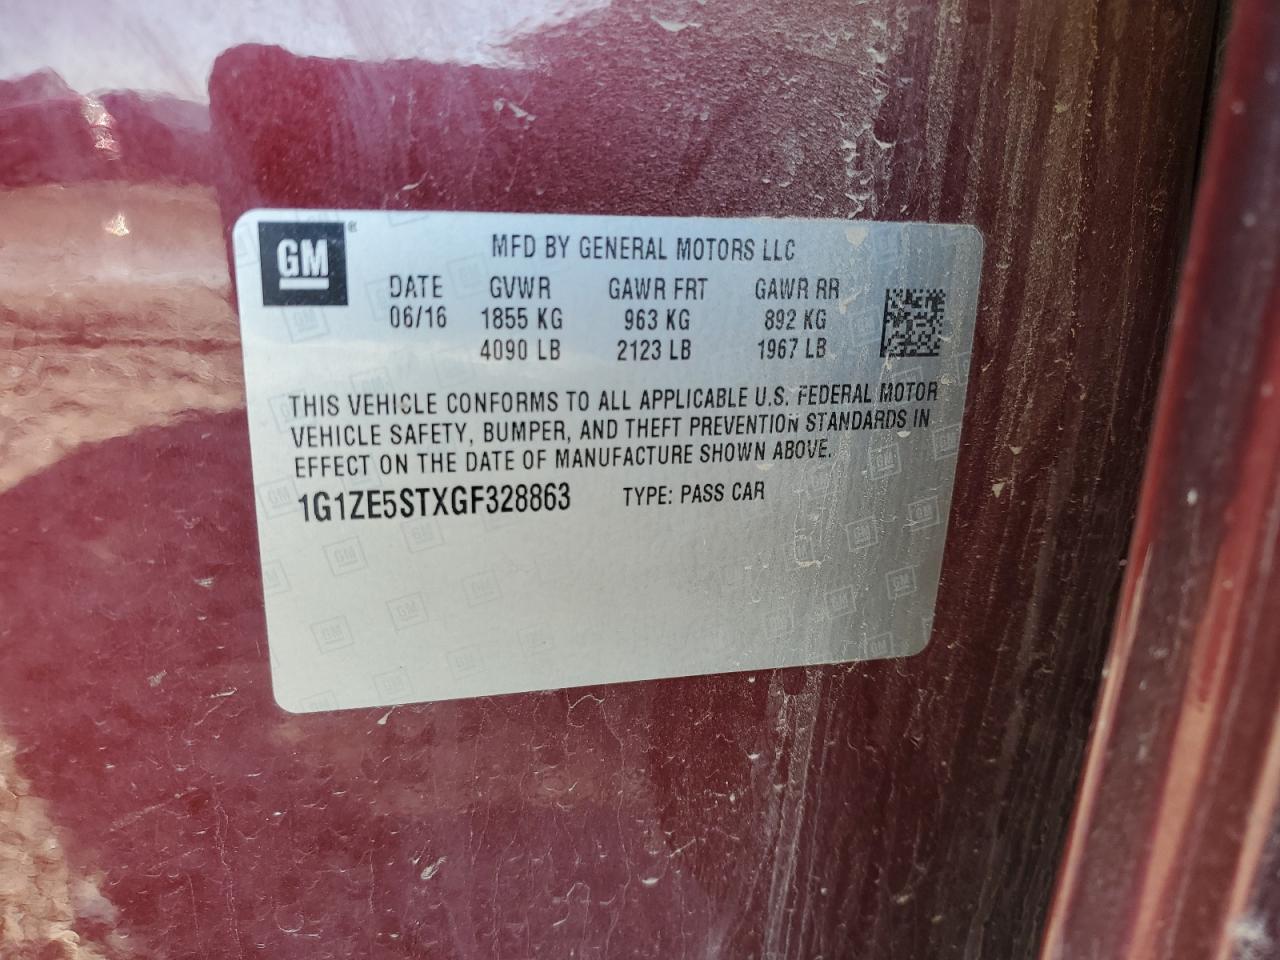 GM®
MFD BY GENERAL MOTORS LLC
DATE GVWR GAWR FRT GAWR RR
06/16 1855 KG 963 KG 892 KG
4090 LB 2123 LB 1967 LB
THIS VEHICLE CONFORMS TO ALL APPLICABLE U.S. FEDERAL MOTOR
VEHICLE SAFETY, BUMPER, AND THEFT PREVENTION STANDARDS IN
EFFECT ON THE DATE OF MANUFACTURE SHOWN ABOVE.
1G1ZE5STXGF328863 TYPE: PASS CAR